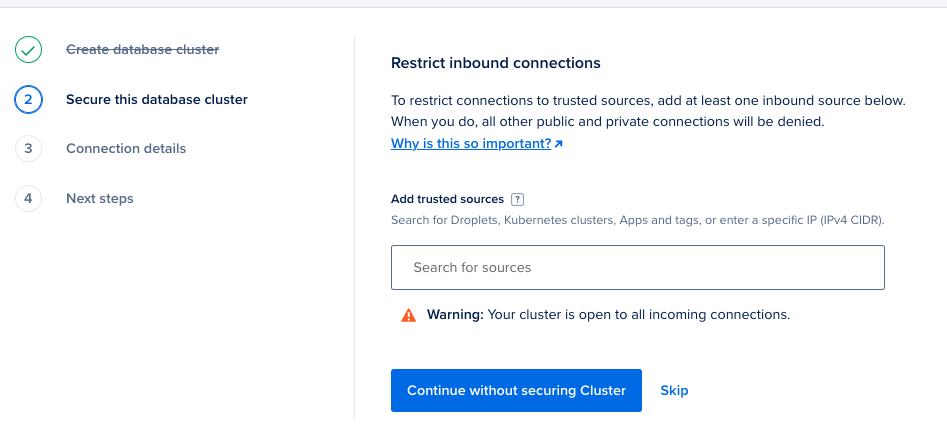 Create database cluster
2
Secure this database cluster
3
Connection details
4
Next steps
Restrict inbound connections
To restrict connections to trusted sources, add at least one inbound source below.
When you do, all other public and private connections will be denied.
Why is this so important?
Add trusted sources ?
Search for Droplets, Kubernetes clusters, Apps and tags, or enter a specific IP (IPv4 CIDR).
Search for sources
Warning: Your cluster is open to all incoming connections.
Continue without securing Cluster
Skip